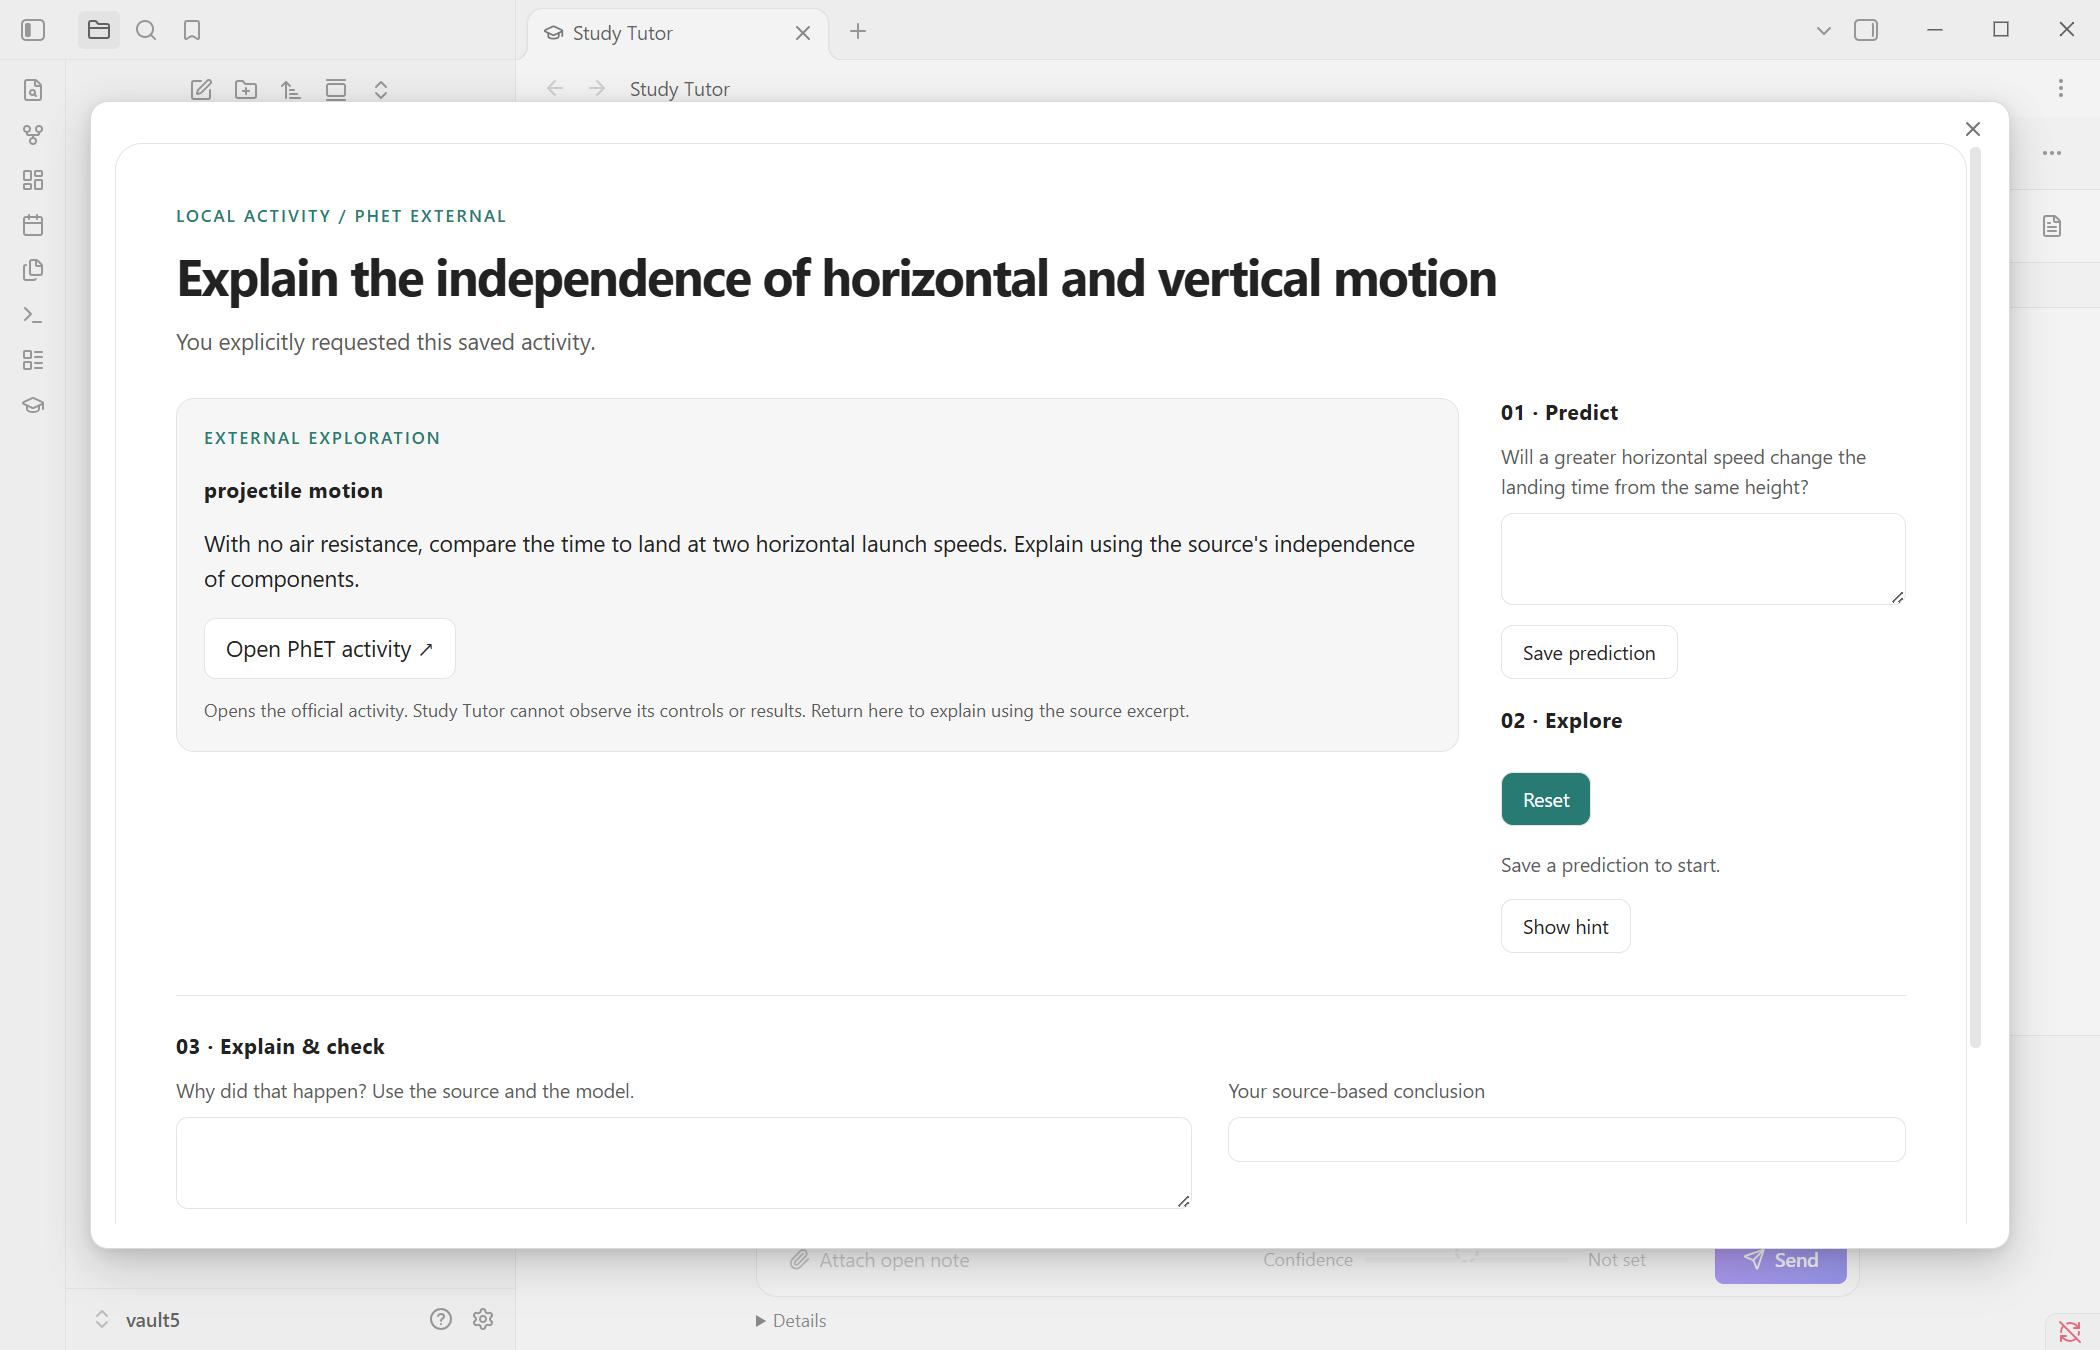 Study Tutor
Study Tutor
LOCAL ACTIVITY / PHET EXTERNAL
Explain the independence of horizontal and vertical motion
You explicitly requested this saved activity.
EXTERNAL EXPLORATION
projectile motion
With no air resistance, compare the time to land at two horizontal launch speeds. Explain using the source's independence
of components.
Open PhET activity ↗
Opens the official activity. Study Tutor cannot observe its controls or results. Return here to explain using the source excerpt.
01 · Predict
Will a greater horizontal speed change the
landing time from the same height?
Save prediction
02 · Explore
Reset
Save a prediction to start.
Show hint
03 · Explain & check
Why did that happen? Use the source and the model.
Your source-based conclusion
Attach open note
Confidence
Not set
Send
Details
vault5